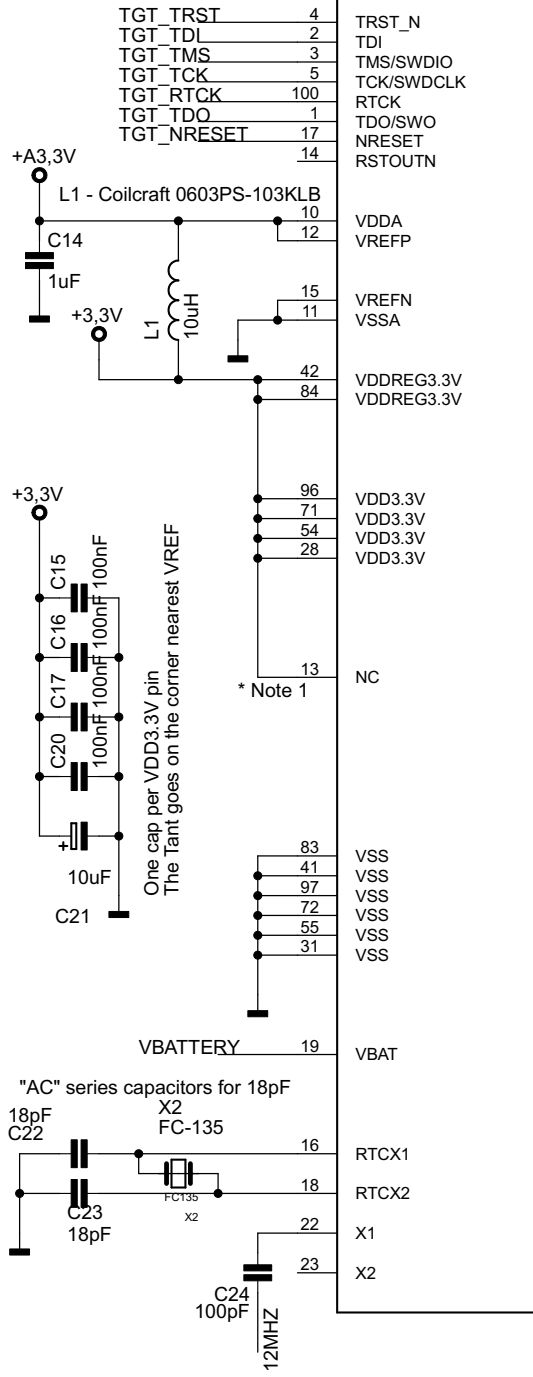 TGT_TRST 4 TRST_N
TGT_TDI 2 TDI
TGT_TMS 3 TMS/SWDIO
TGT_TCK 5 TCK/SWDCLK
TGT_RTCK 100 RTCK
TGT_TDO 1 TDO/SWO
TGT_NRESET 17 NRESET
14 RSTOUTN
+A3,3V
L1 - Coilcraft 0603PS-103KLB
10 VDDA
12 VREFP
C14
1uF
15 VREFN
11 VSSA
+3,3V
L1
10uH
42 VDDREG3.3V
84 VDDREG3.3V
96 VDD3.3V
71 VDD3.3V
54 VDD3.3V
28 VDD3.3V
+3,3V
C15 100nF
C16 100nF
C17 100nF
C20 100nF
+
10uF
C21
One cap per VDD3.3V pin
The Tant goes on the corner nearest VREF
13 NC
* Note 1
83 VSS
41 VSS
97 VSS
72 VSS
55 VSS
31 VSS
VBATTERY 19 VBAT
"AC" series capacitors for 18pF
18pF
C22
X2
FC-135
16 RTCX1
FC135
X2
18 RTCX2
C23
18pF
22 X1
23 X2
C24
100pF
12MHZ